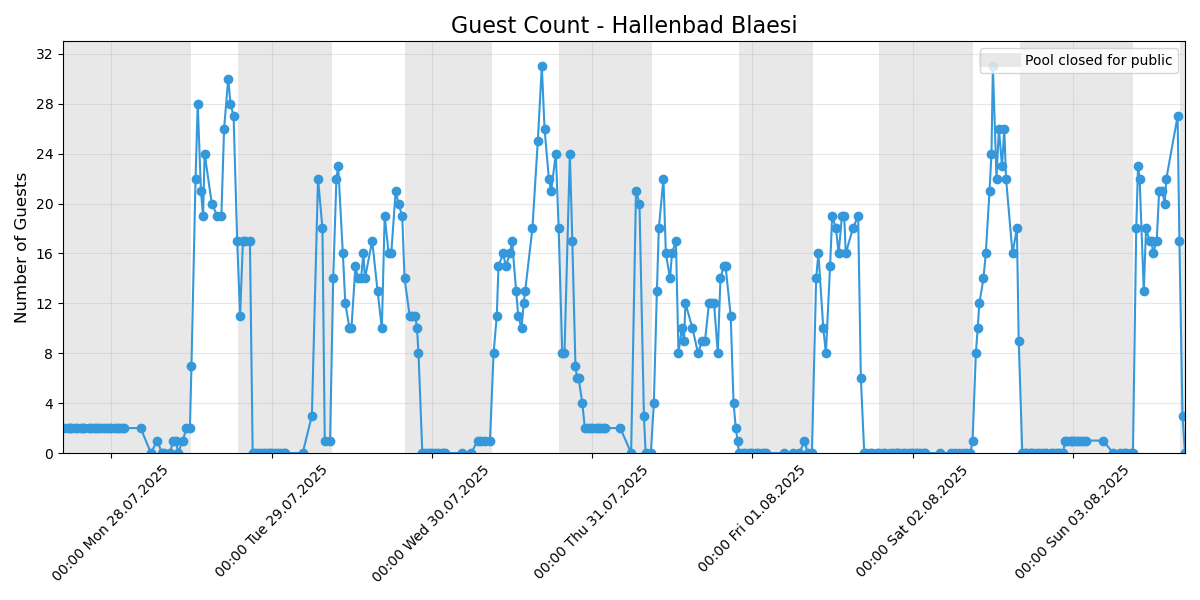 Guest Count - Hallenbad Blaesi
Pool closed for public
Number of Guests
32
28
24
20
16
12
8
4
0
00:00 Mon 28.07.2025
00:00 Tue 29.07.2025
00:00 Wed 30.07.2025
00:00 Thu 31.07.2025
00:00 Fri 01.08.2025
00:00 Sat 02.08.2025
00:00 Sun 03.08.2025